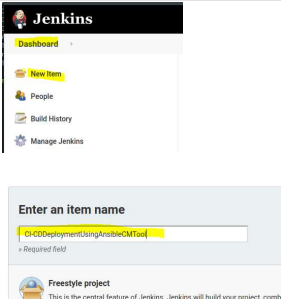 Jenkins
Dashboard
New Item
People
Build History
Manage Jenkins
Enter an item name
CI-CDDeploymentUsingAnsibleCMTool
» Required field
Freestyle project
This is the central feature of Jenkins. Jenkins will build your project, comb